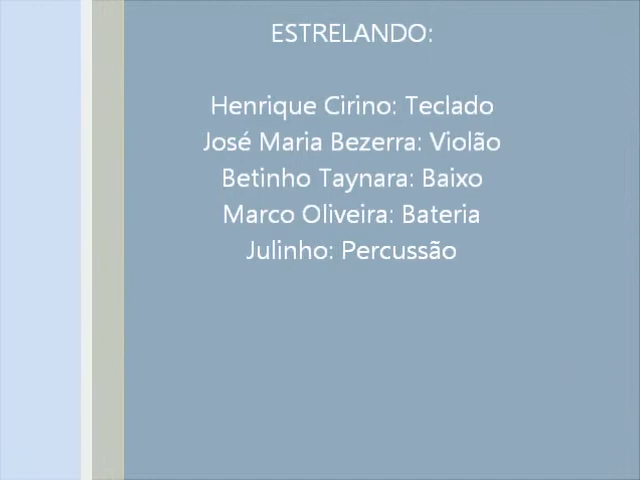 ESTRELANDO:
Henrique Cirino: Teclado
José Maria Bezerra: Violão
Betinho Taynara: Baixo
Marco Oliveira: Bateria
Julinho: Percussão